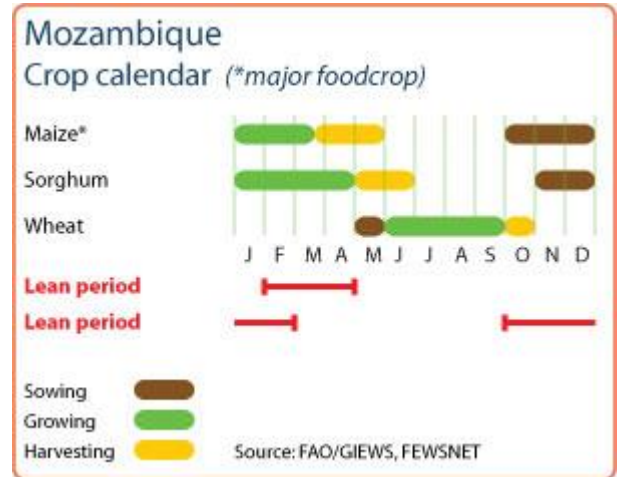 Mozambique
Crop calendar (*major foodcrop)
Maize*
Sorghum
Wheat
J F M A M J J A S O N D
Lean period
Lean period
Sowing
Growing
Harvesting
Source: FAO/GIEWS, FEWSNET